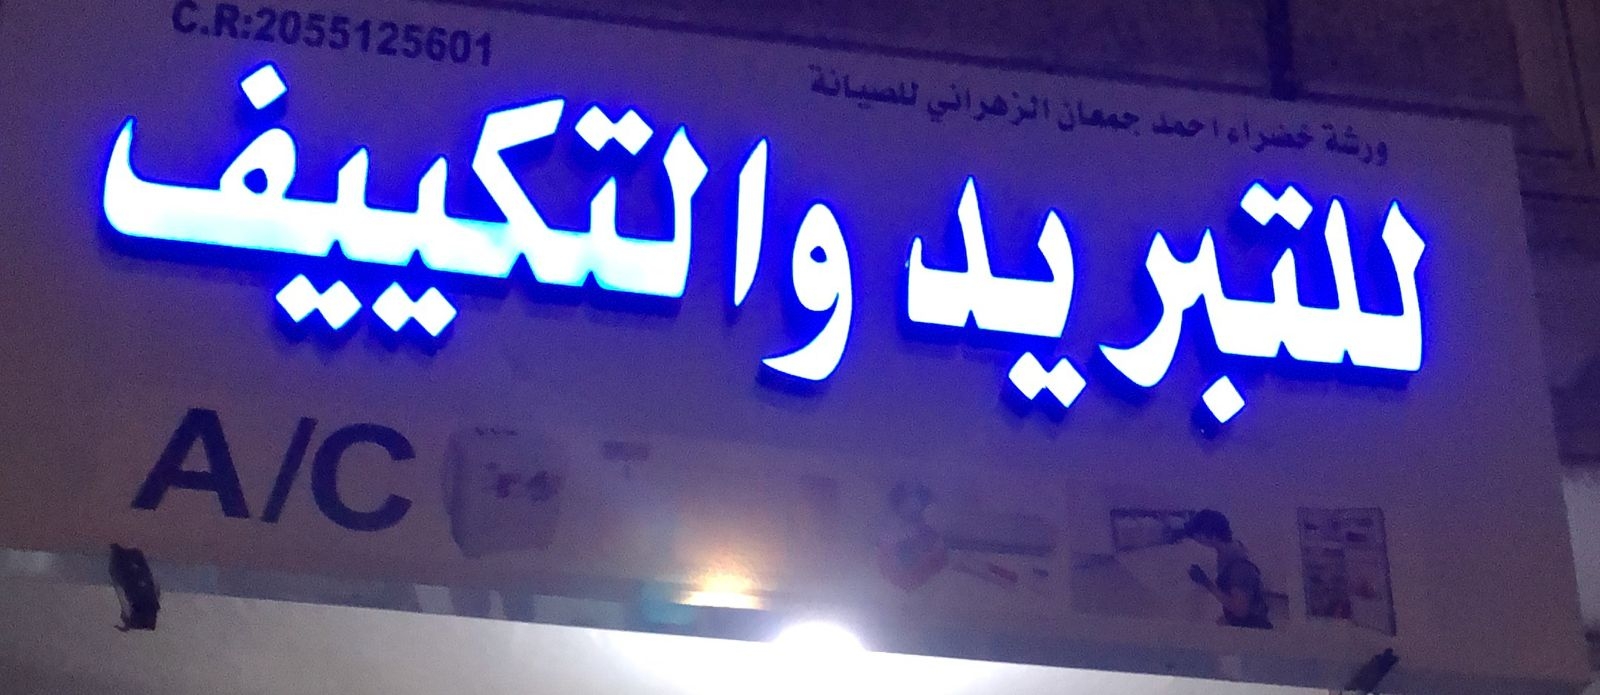 C.R:2055125601
ورشة خضراء احمد جمعان الزهراني للصيانة
للتبريد والتكييف
A/C